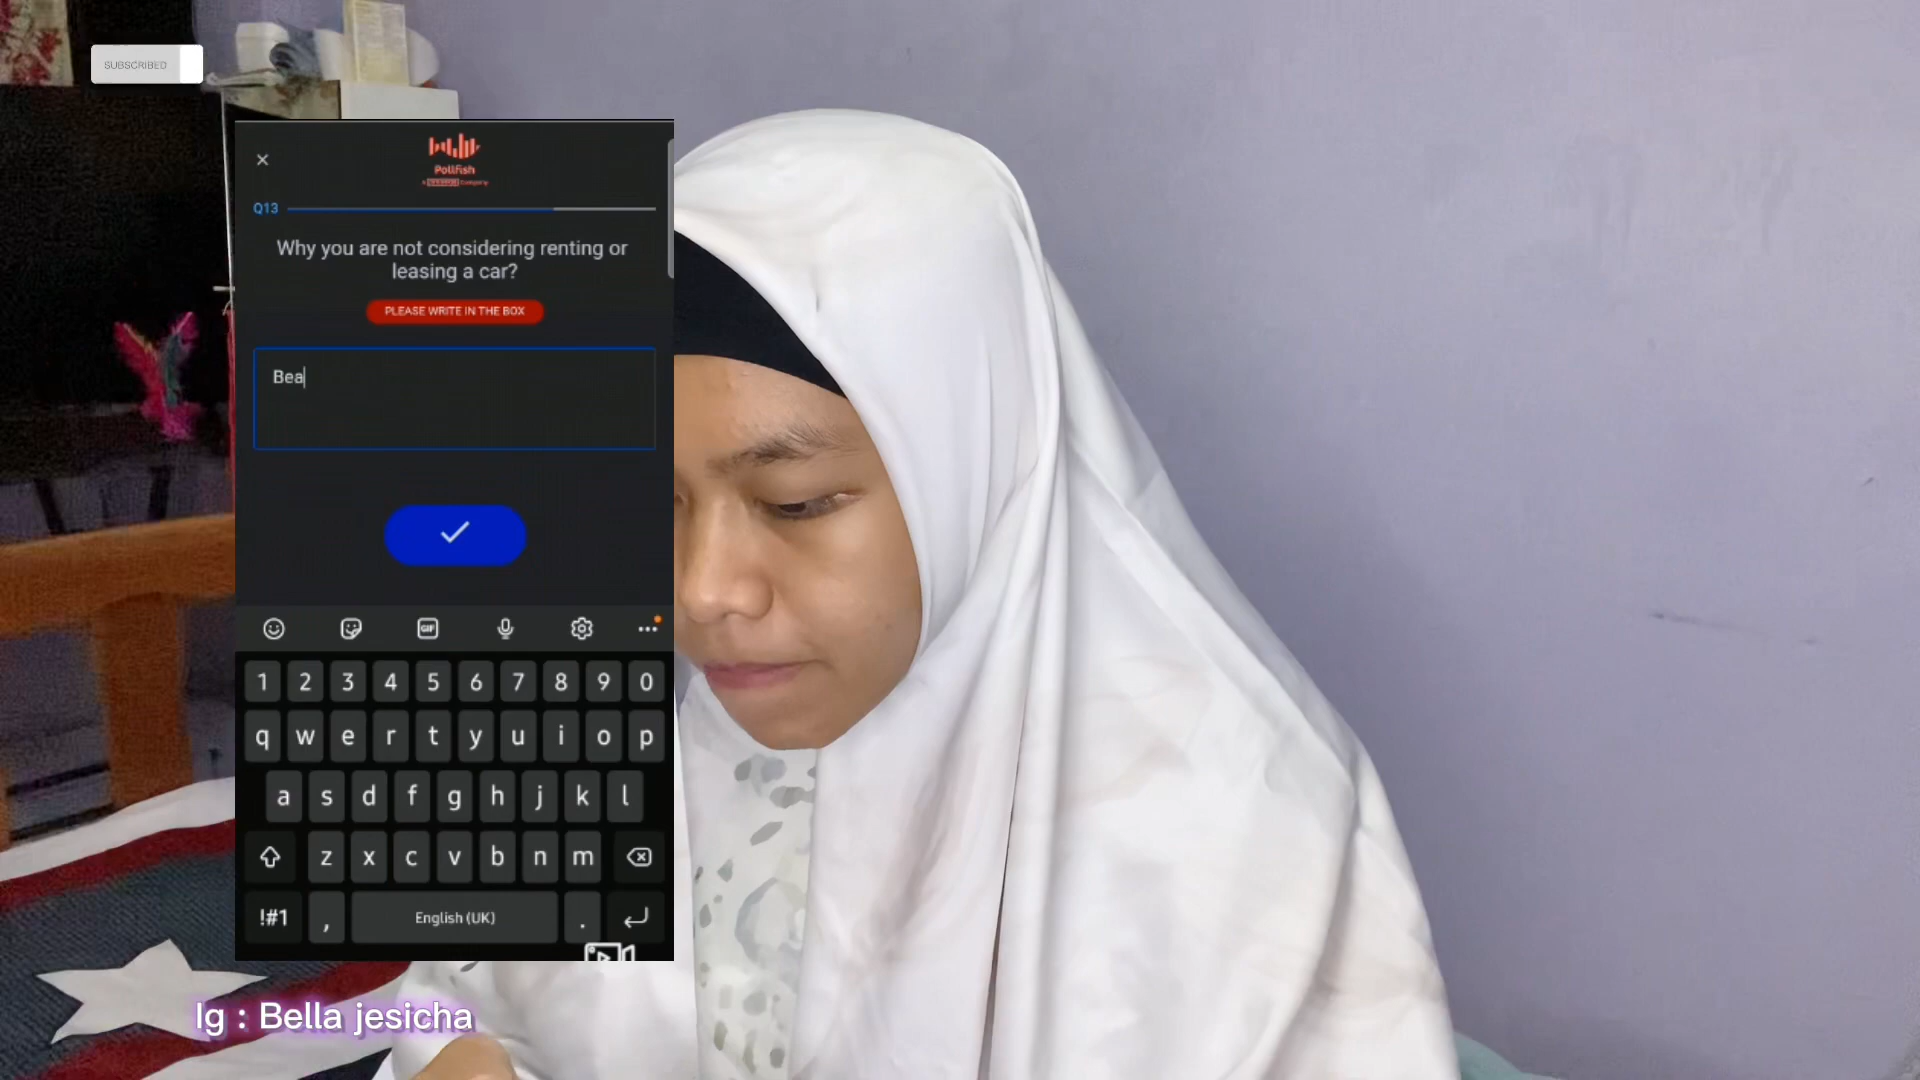 SUBSCRIBED
Pollfish
Q13
Why you are not considering renting or
leasing a car?
PLEASE WRITE IN THE BOX
Bea
GIF
1 2 3 4 5 6 7 8 9 0
q w e r t y u i o p
a s d f g h j k l
z x c v b n m
!#1 , English (UK) .
Ig : Bella jesicha